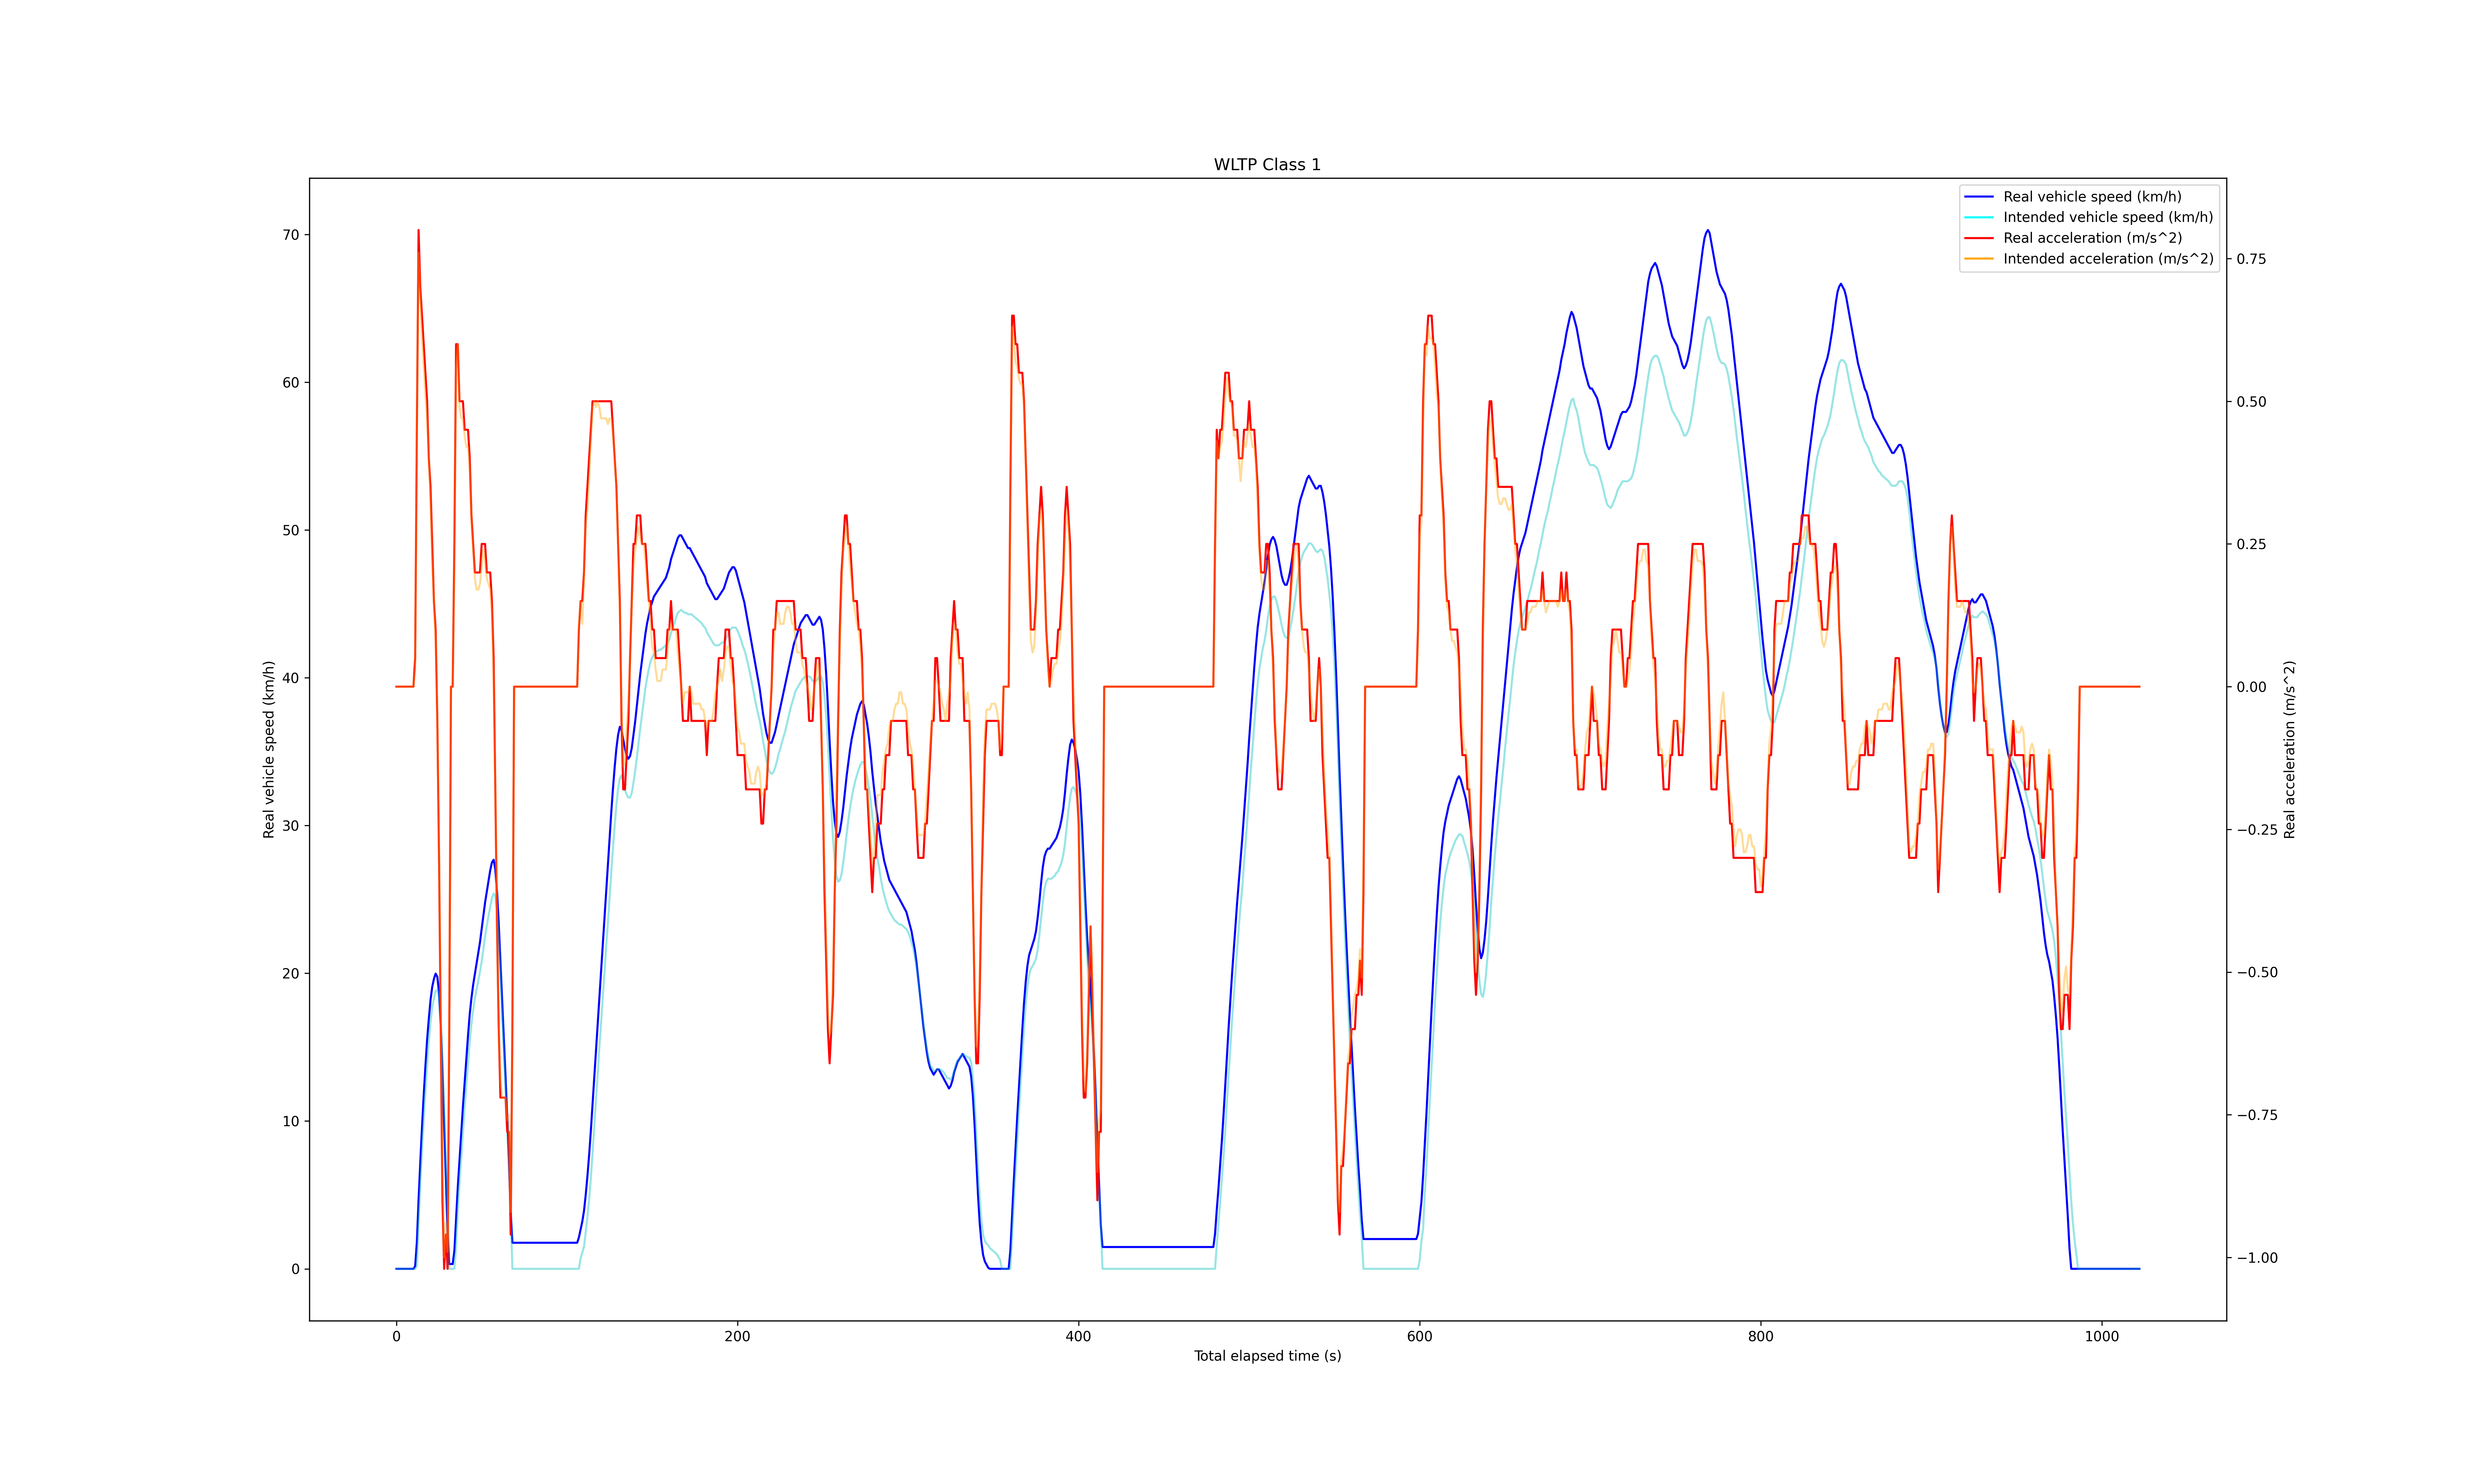 WLTP Class 1
Real vehicle speed (km/h)
Intended vehicle speed (km/h)
Real acceleration (m/s^2)
Intended acceleration (m/s^2)
70
60
50
40
30
20
10
0
Real vehicle speed (km/h)
0.75
0.50
0.25
0.00
−0.25
−0.50
−0.75
−1.00
Real acceleration (m/s^2)
0 200 400 600 800 1000
Total elapsed time (s)